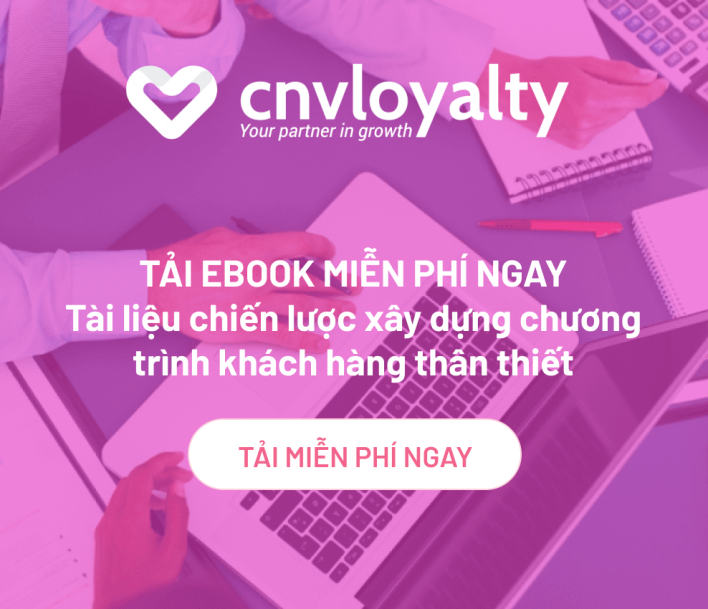 cnvloyalty
Your partner in growth
TẢI EBOOK MIỄN PHÍ NGAY
Tài liệu chiến lược xây dựng chương
trình khách hàng thân thiết
TẢI MIỄN PHÍ NGAY